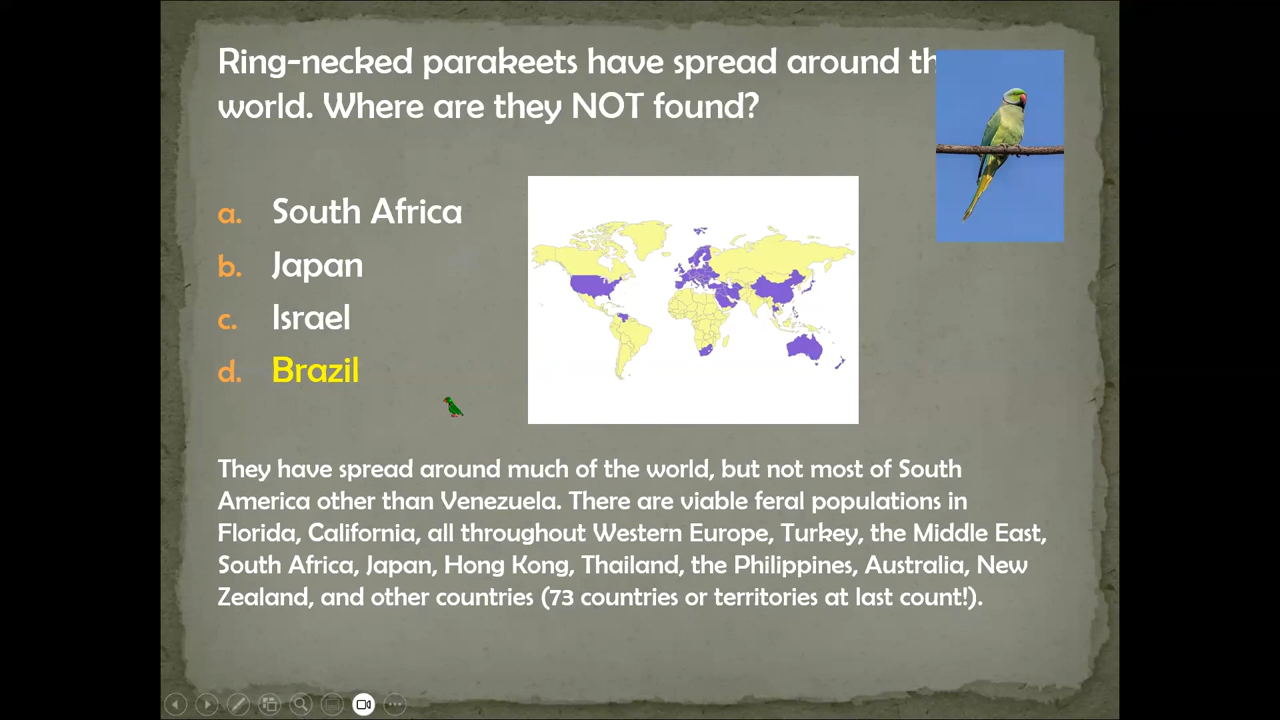 Ring-necked parakeets have spread around th
world. Where are they NOT found?
a. South Africa
b. Japan
c. Israel
d. Brazil
They have spread around much of the world, but not most of South
America other than Venezuela. There are viable feral populations in
Florida, California, all throughout Western Europe, Turkey, the Middle East,
South Africa, Japan, Hong Kong, Thailand, the Philippines, Australia, New
Zealand, and other countries (73 countries or territories at last count!).